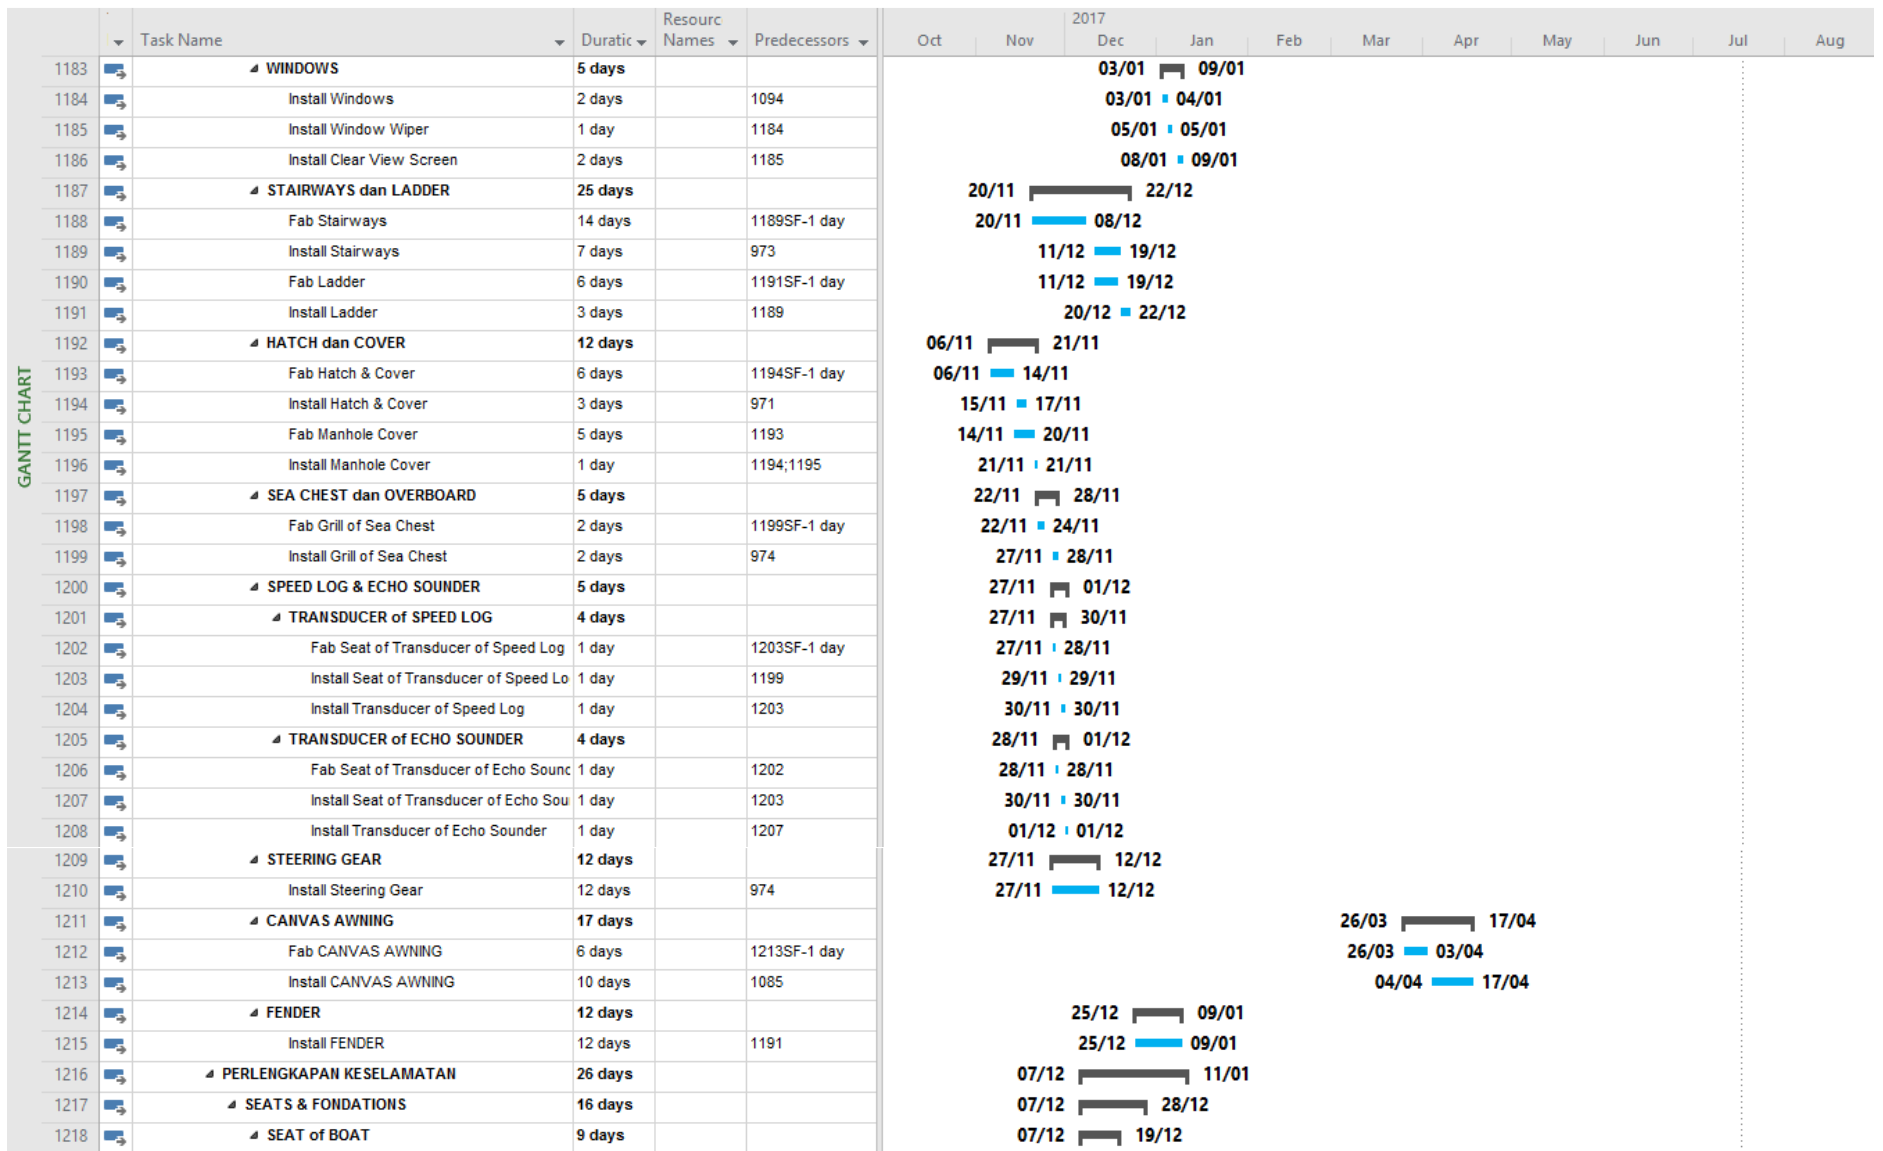 Resourc 2017
Task Name Duratic Names Predecessors Oct Nov Dec Jan Feb Mar Apr May Jun Jul Aug
GANTT CHART
1183 WINDOWS 5 days 03/01 09/01
1184 Install Windows 2 days 1094 03/01 04/01
1185 Install Window Wiper 1 day 1184 05/01 05/01
1186 Install Clear View Screen 2 days 1185 08/01 09/01
1187 STAIRWAYS dan LADDER 25 days 20/11 22/12
1188 Fab Stairways 14 days 1189SF-1 day 20/11 08/12
1189 Install Stairways 7 days 973 11/12 19/12
1190 Fab Ladder 6 days 1191SF-1 day 11/12 19/12
1191 Install Ladder 3 days 1189 20/12 22/12
1192 HATCH dan COVER 12 days 06/11 21/11
1193 Fab Hatch & Cover 6 days 1194SF-1 day 06/11 14/11
1194 Install Hatch & Cover 3 days 971 15/11 17/11
1195 Fab Manhole Cover 5 days 1193 14/11 20/11
1196 Install Manhole Cover 1 day 1194;1195 21/11 21/11
1197 SEA CHEST dan OVERBOARD 5 days 22/11 28/11
1198 Fab Grill of Sea Chest 2 days 1199SF-1 day 22/11 24/11
1199 Install Grill of Sea Chest 2 days 974 27/11 28/11
1200 SPEED LOG & ECHO SOUNDER 5 days 27/11 01/12
1201 TRANSDUCER of SPEED LOG 4 days 27/11 30/11
1202 Fab Seat of Transducer of Speed Log 1 day 1203SF-1 day 27/11 28/11
1203 Install Seat of Transducer of Speed Lo 1 day 1199 29/11 29/11
1204 Install Transducer of Speed Log 1 day 1203 30/11 30/11
1205 TRANSDUCER of ECHO SOUNDER 4 days 28/11 01/12
1206 Fab Seat of Transducer of Echo Sounc 1 day 1202 28/11 28/11
1207 Install Seat of Transducer of Echo Sou 1 day 1203 30/11 30/11
1208 Install Transducer of Echo Sounder 1 day 1207 01/12 01/12
1209 STEERING GEAR 12 days 27/11 12/12
1210 Install Steering Gear 12 days 974 27/11 12/12
1211 CANVAS AWNING 17 days 26/03 17/04
1212 Fab CANVAS AWNING 6 days 1213SF-1 day 26/03 03/04
1213 Install CANVAS AWNING 10 days 1085 04/04 17/04
1214 FENDER 12 days 25/12 09/01
1215 Install FENDER 12 days 1191 25/12 09/01
1216 PERLENGKAPAN KESELAMATAN 26 days 07/12 11/01
1217 SEATS & FONDATIONS 16 days 07/12 28/12
1218 SEAT of BOAT 9 days 07/12 19/12